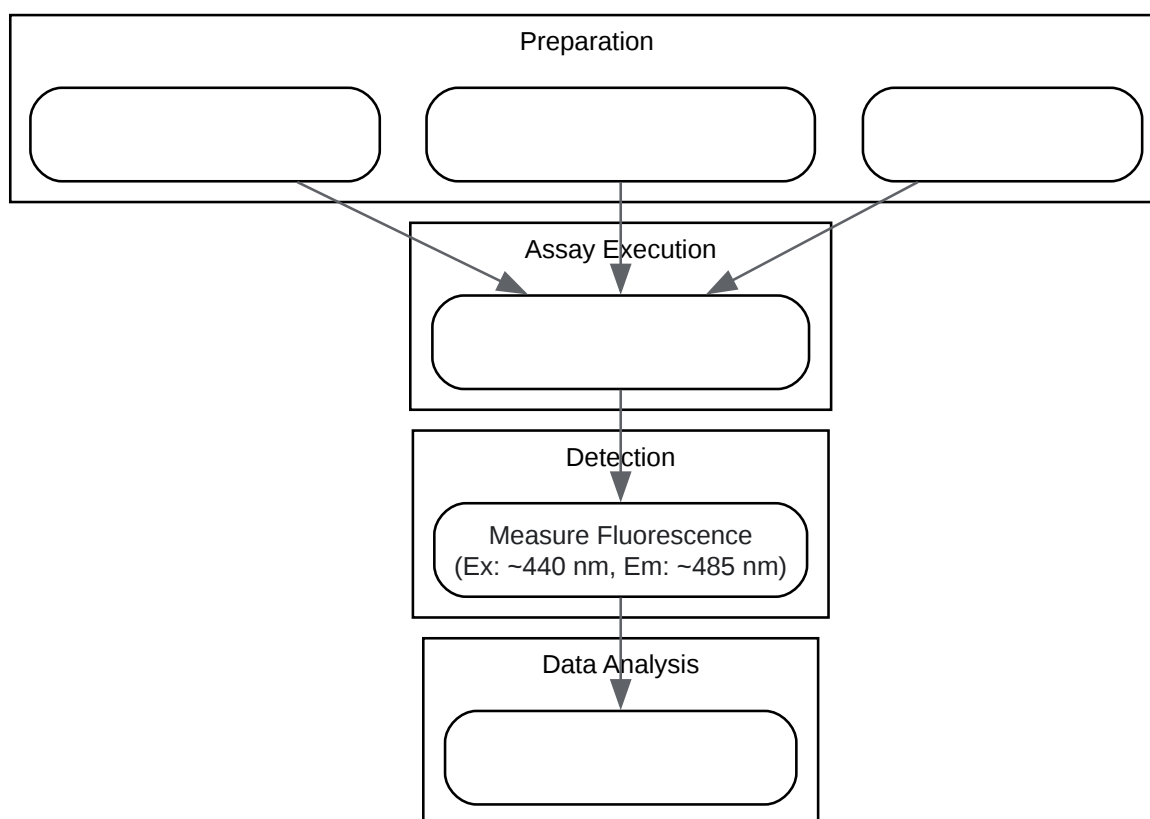 Preparation
Assay Execution
Detection
Measure Fluorescence
(Ex: ~440 nm, Em: ~485 nm)
Data Analysis